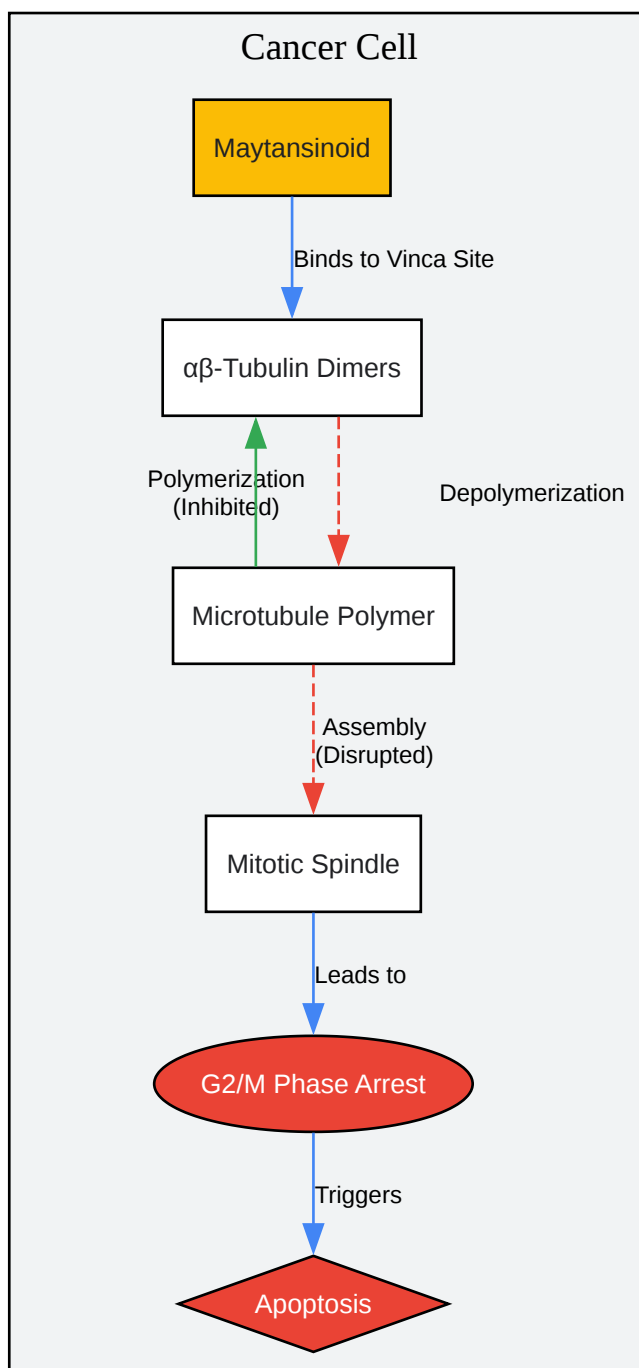 Cancer Cell
Maytansinoid
Binds to Vinca Site
αβ-Tubulin Dimers
Polymerization
(Inhibited)
Depolymerization
Microtubule Polymer
Assembly
(Disrupted)
Mitotic Spindle
Leads to
G2/M Phase Arrest
Triggers
Apoptosis